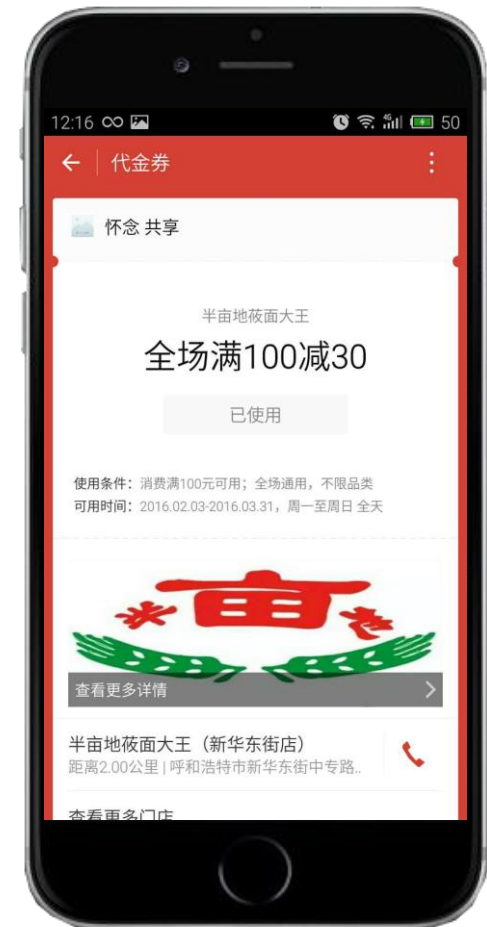 12:16
50
代金券
怀念 共享
半亩地莜面大王
全场满100减30
已使用
使用条件：消费满100元可用；全场通用，不限品类
可用时间：2016.02.03-2016.03.31，周一至周日 全天
半亩地
查看更多详情
半亩地莜面大王（新华东街店）
距离2.00公里 | 呼和浩特市新华东街中专路..
查看更多门店